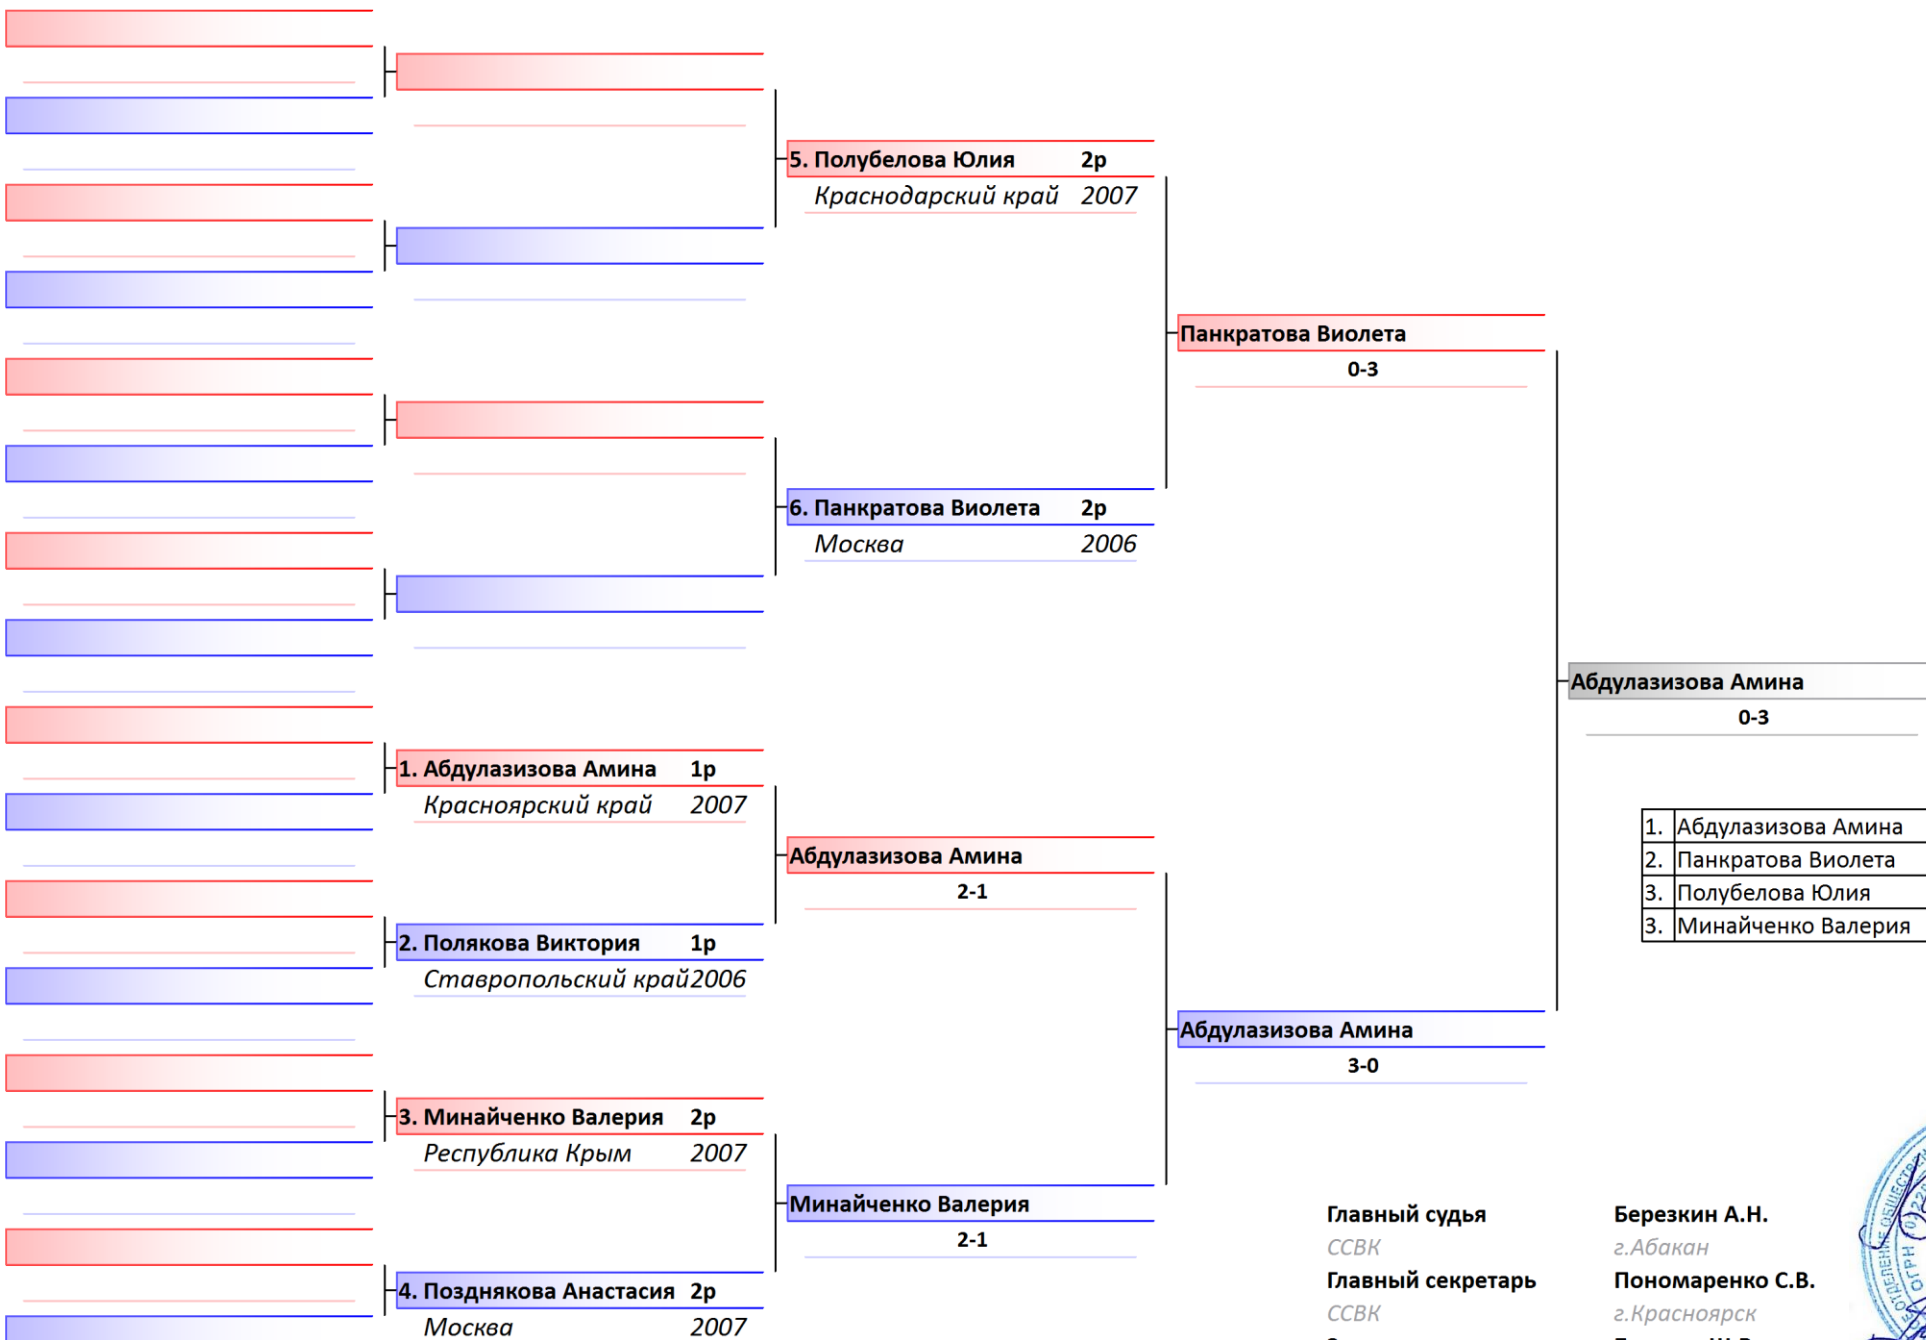 5. Полубелова Юлия 2р
Краснодарский край 2007
Панкратова Виолета
0-3
6. Панкратова Виолета 2р
Москва 2006
Абдулазизова Амина
0-3
1. Абдулазизова Амина 1р
Красноярский край 2007
Абдулазизова Амина
2-1
2. Полякова Виктория 1р
Ставропольский край 2006
1. Абдулазизова Амина
2. Панкратова Виолета
3. Полубелова Юлия
3. Минайченко Валерия
Абдулазизова Амина
3-0
3. Минайченко Валерия 2р
Республика Крым 2007
Минайченко Валерия
2-1
4. Позднякова Анастасия 2р
Москва 2007
Главный судья Березкин А.Н.
ССВК г.Абакан
Главный секретарь Пономаренко С.В.
ССВК г.Красноярск
ОТДЕЛЕНИЕ ОБЩЕСТВЕН
ОГРН